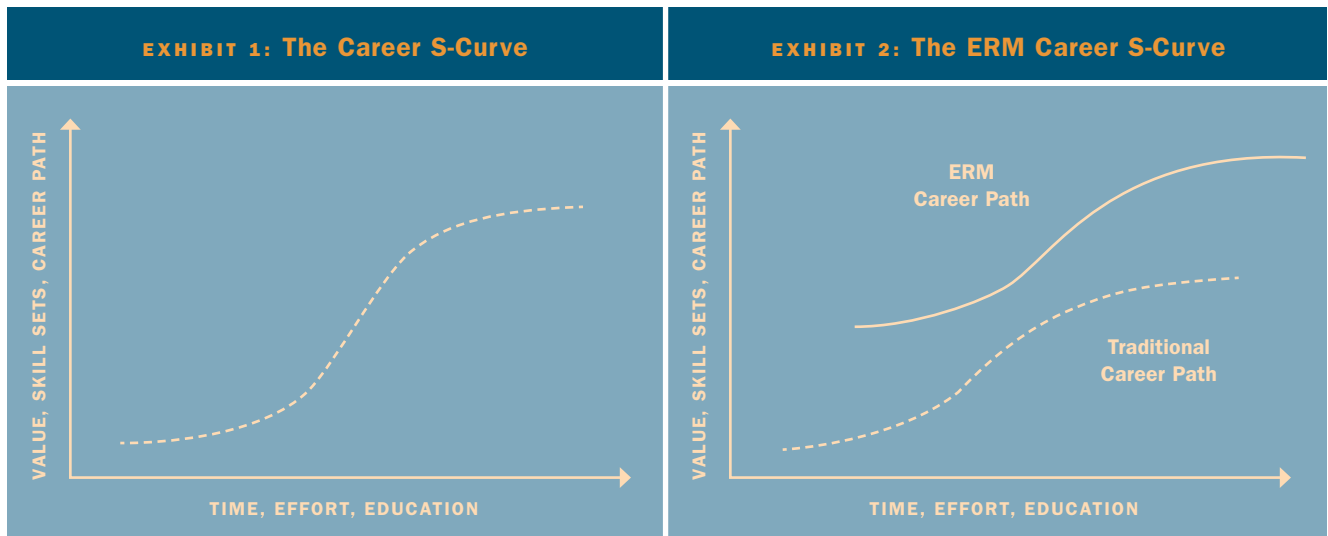 EXHIBIT 1: The Career S-Curve
VALUE, SKILL SETS, CAREER PATH
TIME, EFFORT, EDUCATION
EXHIBIT 2: The ERM Career S-Curve
VALUE, SKILL SETS, CAREER PATH
ERM
Career Path
Traditional
Career Path
TIME, EFFORT, EDUCATION